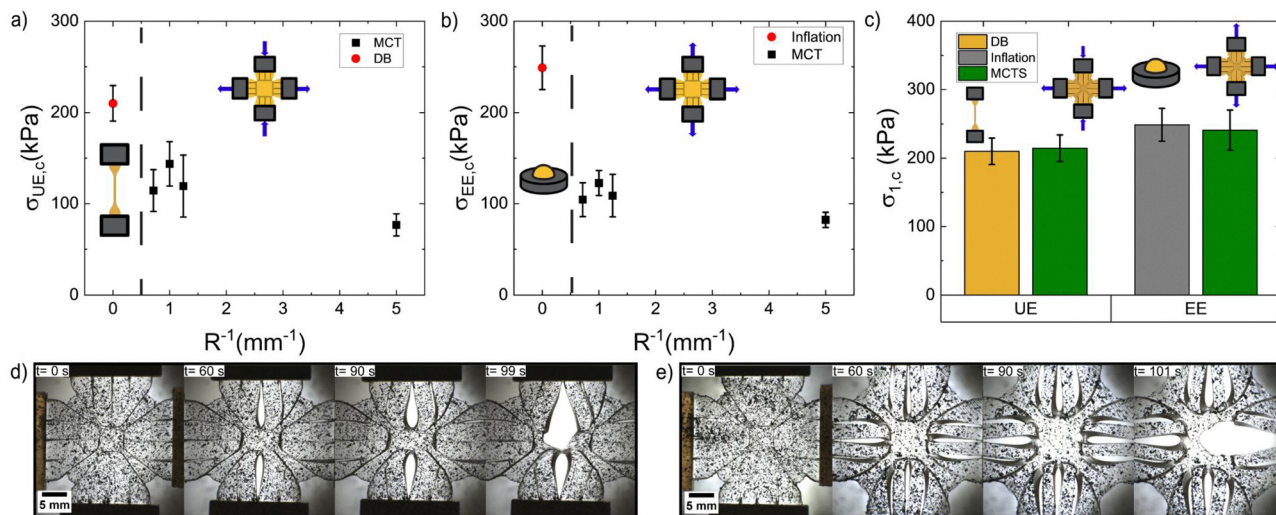 a)
300
200
100
0
σUE,c(kPa)
MCT
DB
0 1 2 3 4 5
R-1(mm-1)
b)
300
200
100
0
σEE,c(kPa)
Inflation
MCT
0 1 2 3 4 5
R-1(mm-1)
c)
400
300
200
100
0
σ1,c (kPa)
DB
Inflation
MCTS
UE EE
d)
t= 0 s
t= 60 s
t= 90 s
t= 99 s
5 mm
e)
t= 0 s
t= 60 s
t= 90 s
t= 101 s
5 mm